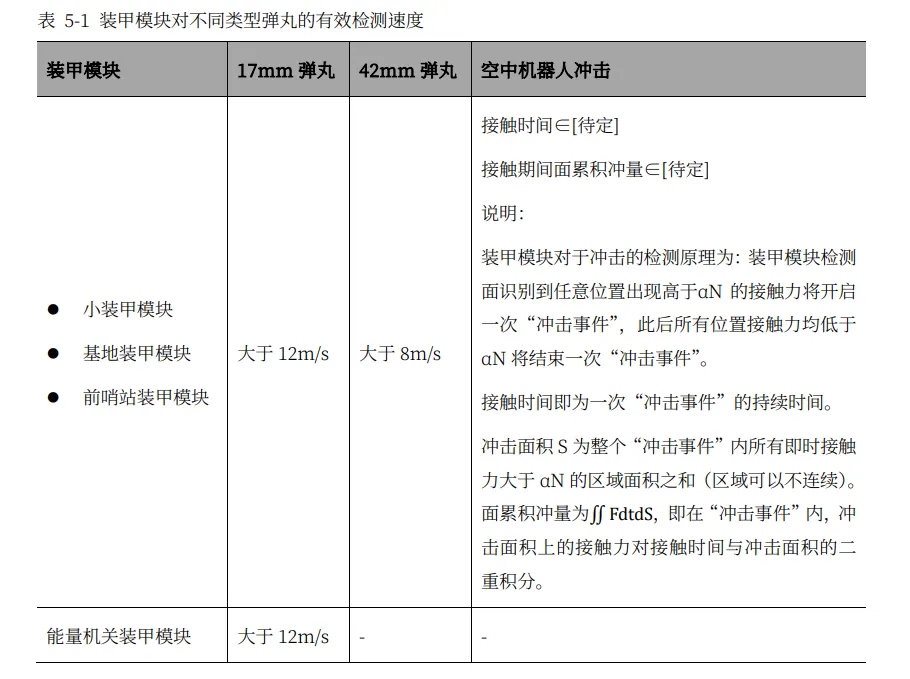 表 5-1 装甲模块对不同类型弹丸的有效检测速度
装甲模块
17mm 弹丸
42mm 弹丸
空中机器人冲击
● 小装甲模块
● 基地装甲模块
● 前哨站装甲模块
大于 12m/s
大于 8m/s
接触时间∈[待定]
接触期间面累积冲量∈[待定]
说明：
装甲模块对于冲击的检测原理为：装甲模块检测
面识别到任意位置出现高于αN 的接触力将开启
一次“冲击事件”，此后所有位置接触力均低于
αN 将结束一次“冲击事件”。
接触时间即为一次“冲击事件”的持续时间。
冲击面积 S 为整个“冲击事件”内所有即时接触
力大于 αN 的区域面积之和（区域可以不连续）。
面累积冲量为∬ FdtdS，即在“冲击事件”内，冲
击面积上的接触力对接触时间与冲击面积的二
重积分。
能量机关装甲模块
大于 12m/s
-
-